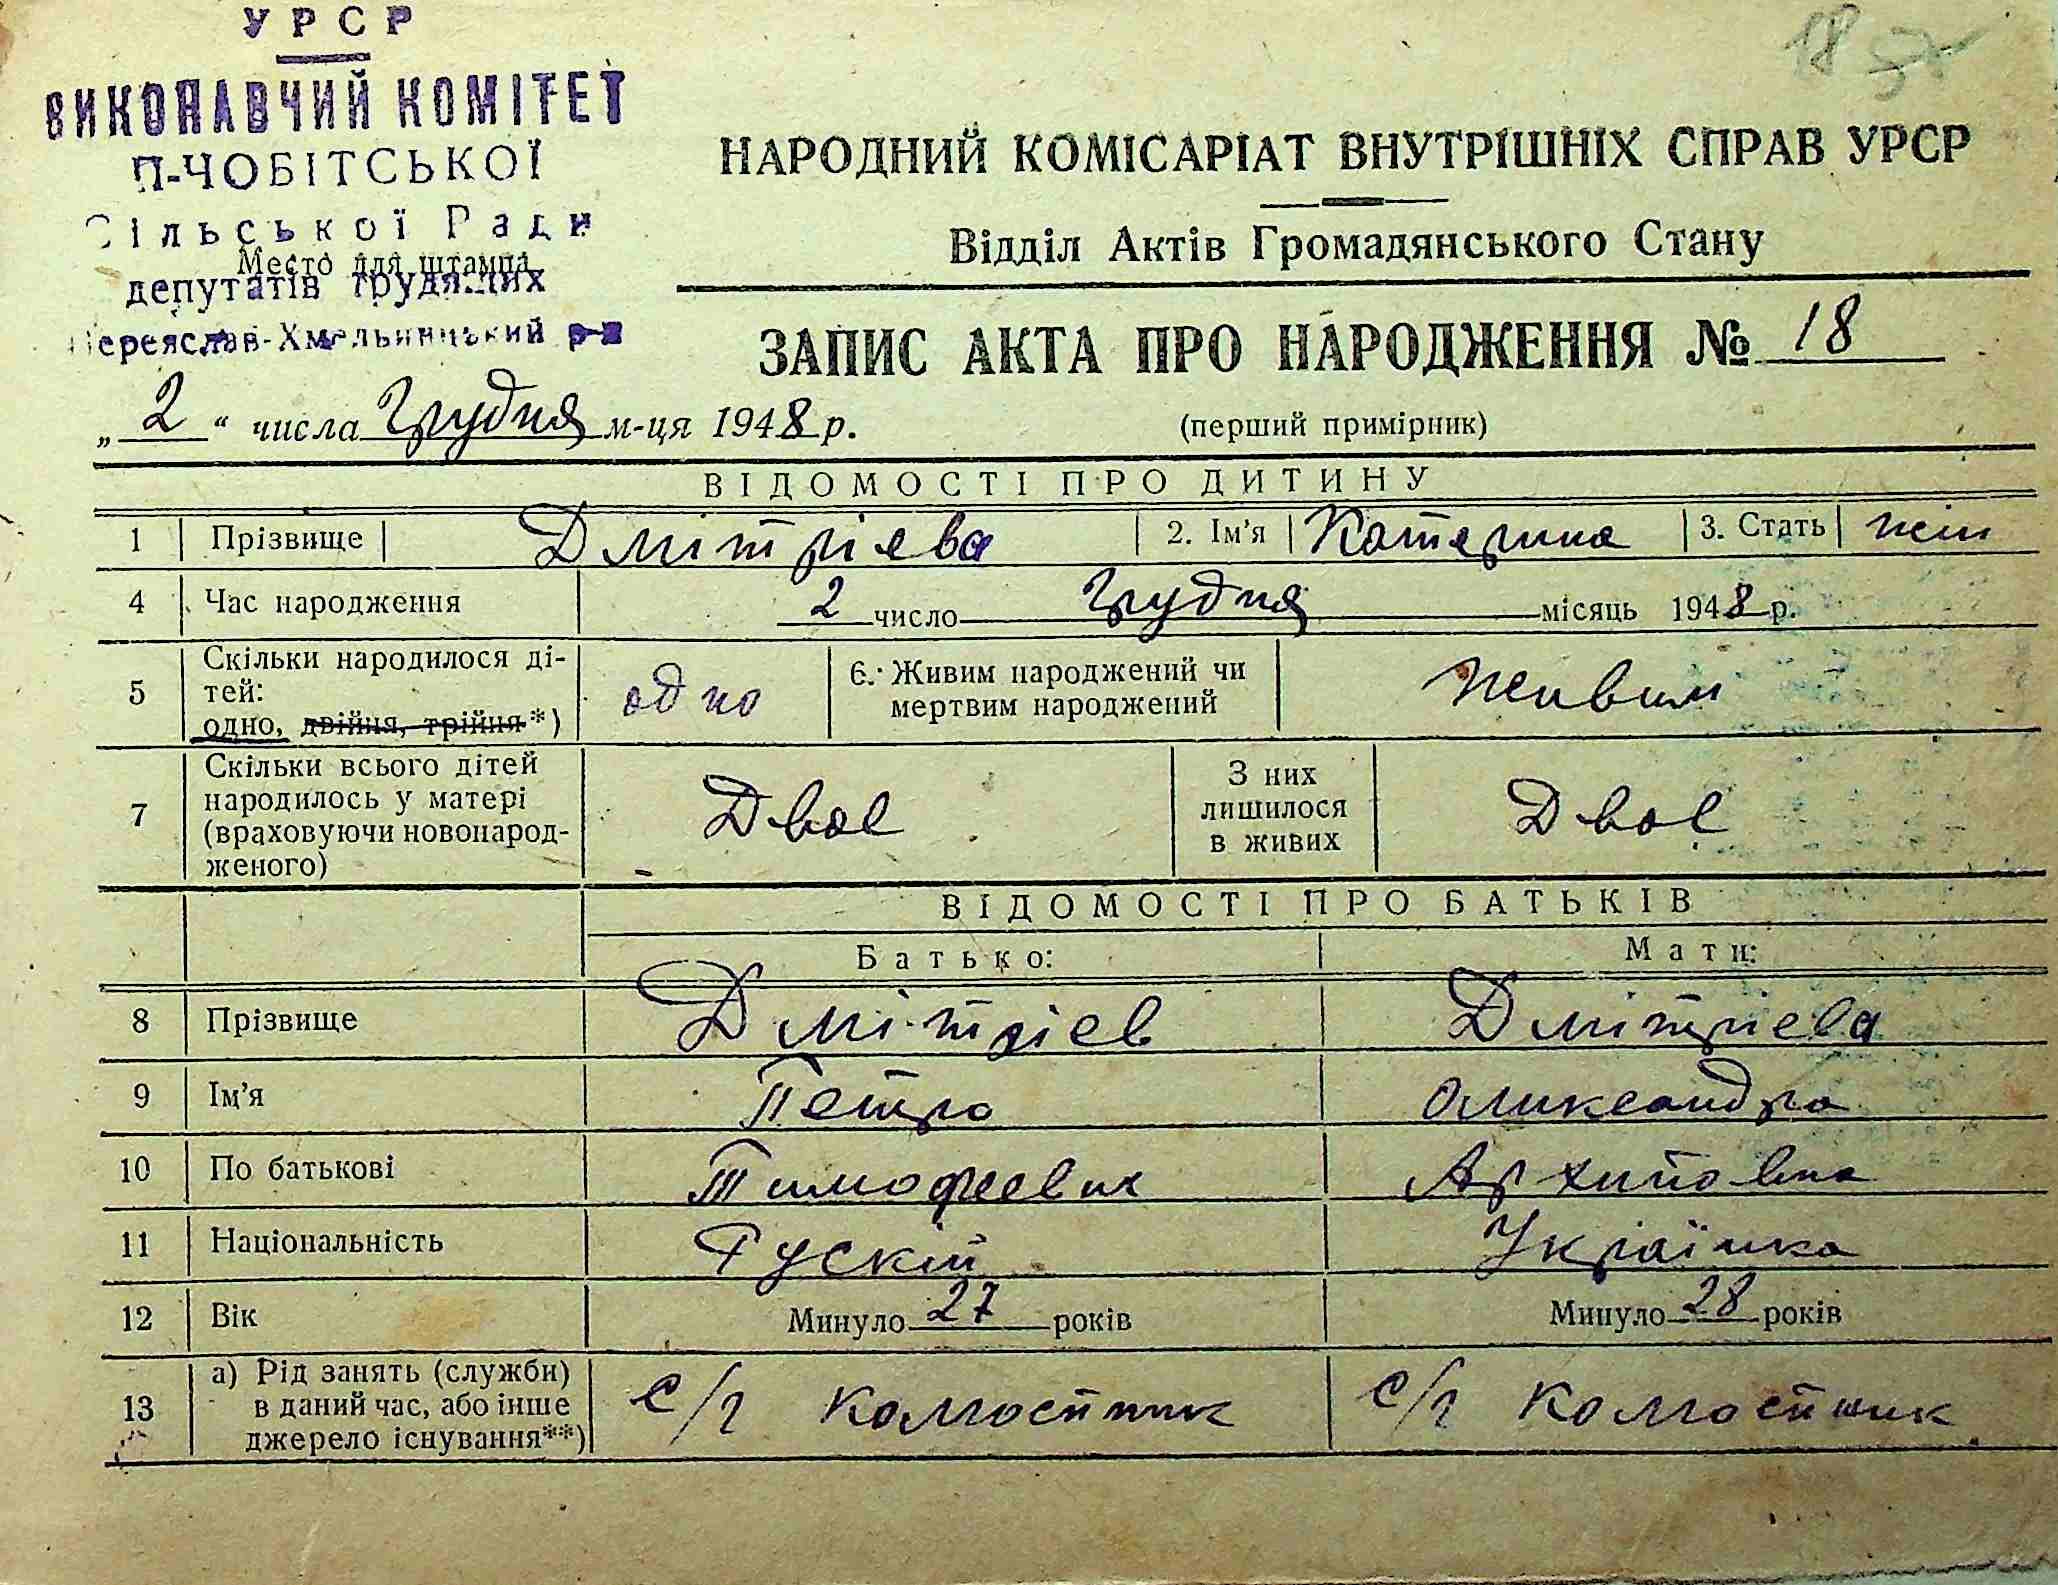 УРСР
ВИКОНАВЧИЙ КОМІТЕТ
П-ЧОБІТСЬКОЇ
Сільської Ради
Место для штампа
депутатів трудящих
Переяслав-Хмельницький р-н
18
НАРОДНИЙ КОМІСАРІАТ ВНУТРІШНІХ СПРАВ УРСР
Відділ Актів Громадянського Стану
ЗАПИС АКТА ПРО НАРОДЖЕННЯ № 18
„2“ числа Грудня м-ця 1948 р. (перший примірник)
ВІДОМОСТІ ПРО ДИТИНУ
1 Прізвище Дмітрієва 2. Ім'я Катерина 3. Стать жін
4 Час народження 2 число Грудня місяць 1948 р.
5 Скільки народилося ді-
тей:
одно, двійня, трійня*) одно 6. Живим народжений чи
мертвим народжений Живим
7 Скільки всього дітей
народилось у матері
(враховуючи новонарод-
женого) Двоє З них
лишилося
в живих Двоє
ВІДОМОСТІ ПРО БАТЬКІВ
Батько: Мати:
8 Прізвище Дмітрієв Дмітрієва
9 Ім'я Петро Олександра
10 По батькові Тимофеевич Архиповна
11 Національність Рускій Українка
12 Вік Минуло 27 років Минуло 28 років
13 а) Рід занять (служби)
в даний час, або інше
джерело існування**) С/г колгоспник С/г колгоспник